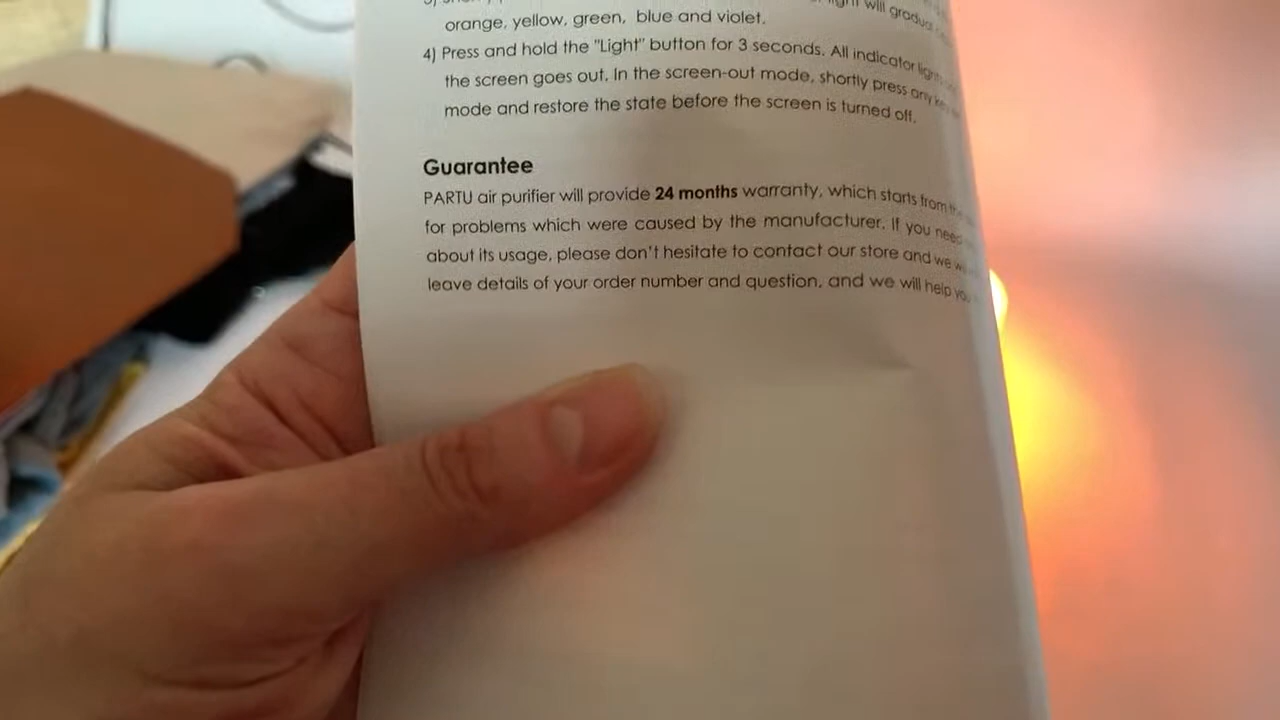 light will
orange, yellow, green, blue and violet.
4) Press and hold the "Light" button for 3 seconds. All indicator
the screen goes out. In the screen-out mode, shortly press any
mode and restore the state before the screen is turned off.
Guarantee
PARTU air purifier will provide 24 months warranty, which starts from
for problems which were caused by the manufacturer. If you need
about its usage, please don't hesitate to contact our store and we
leave details of your order number and question, and we will help